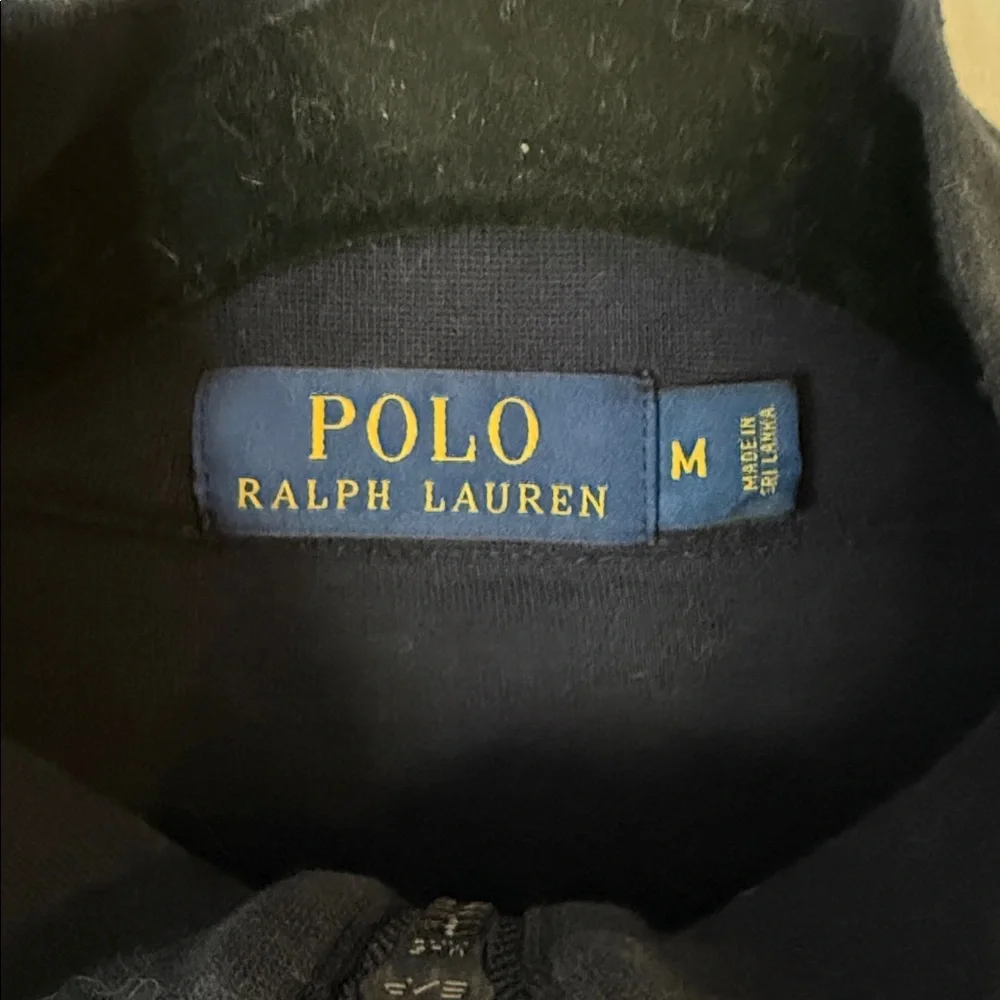 POLO
RALPH LAUREN
M
MADE IN
SRI LANKA